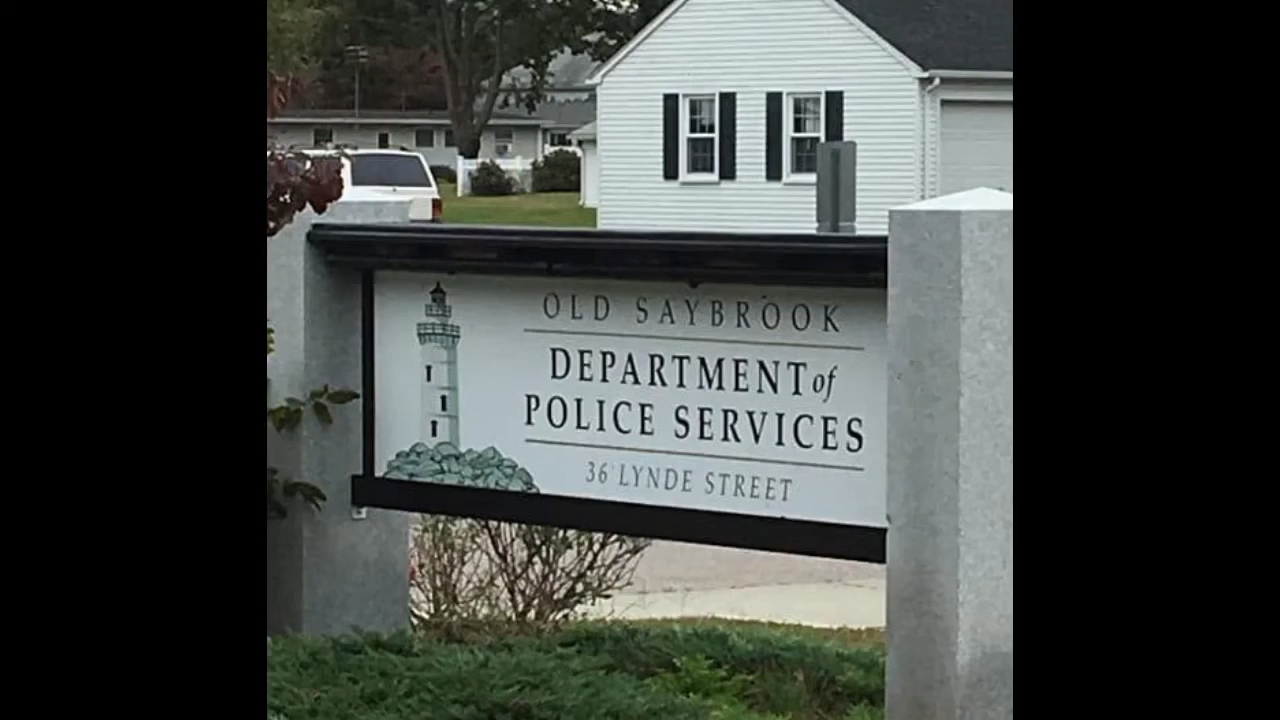 OLD SAYBROOK
DEPARTMENT of
POLICE SERVICES
36 LYNDE STREET